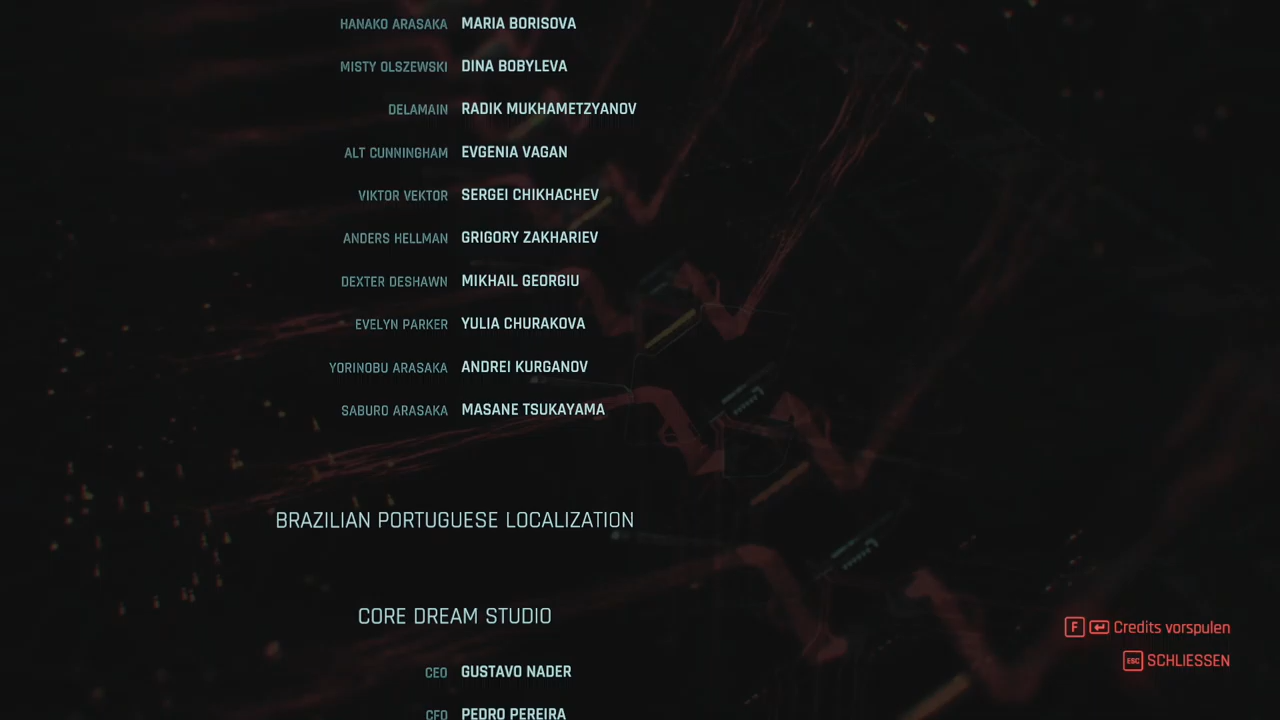 HANAKO ARASAKA MARIA BORISOVA
MISTY OLSZEWSKI DINA BOBYLEVA
DELAMAIN RADIK MUKHAMETZYANOV
ALT CUNNINGHAM EVGENIA VAGAN
VIKTOR VEKTOR SERGEI CHIKHACHEV
ANDERS HELLMAN GRIGORY ZAKHARIEV
DEXTER DESHAWN MIKHAIL GEORGIU
EVELYN PARKER YULIA CHURAKOVA
YORINOBU ARASAKA ANDREI KURGANOV
SABURO ARASAKA MASANE TSUKAYAMA
BRAZILIAN PORTUGUESE LOCALIZATION
CORE DREAM STUDIO
F Credits vorspulen
ESC SCHLIESSEN
CEO GUSTAVO NADER
CFO PEDRO PEREIRA